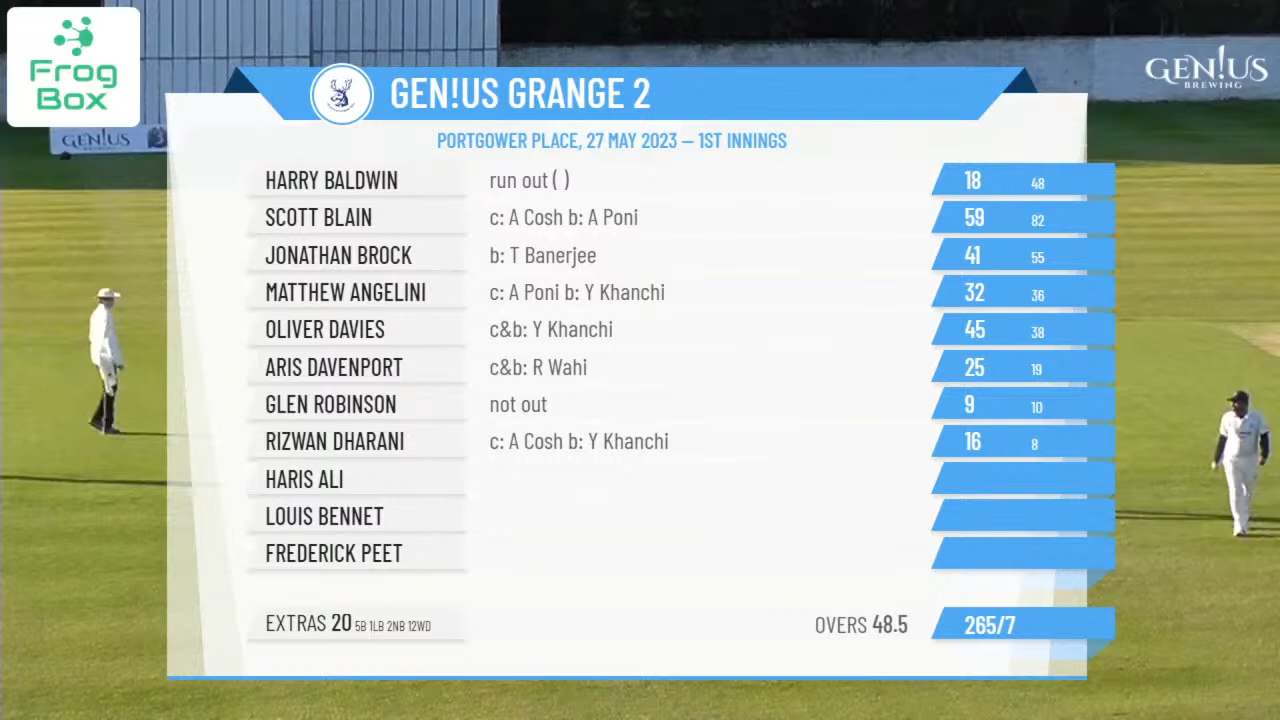 Frog
Box
GEN!US
BREWING
GEN!US
GEN!US GRANGE 2
PORTGOWER PLACE, 27 MAY 2023 – 1ST INNINGS
HARRY BALDWIN run out ( ) 18 48
SCOTT BLAIN c: A Cosh b: A Poni 59 82
JONATHAN BROCK b: T Banerjee 41 55
MATTHEW ANGELINI c: A Poni b: Y Khanchi 32 36
OLIVER DAVIES c&b: Y Khanchi 45 38
ARIS DAVENPORT c&b: R Wahi 25 19
GLEN ROBINSON not out 9 10
RIZWAN DHARANI c: A Cosh b: Y Khanchi 16 8
HARIS ALI
LOUIS BENNET
FREDERICK PEET
EXTRAS 20 5B 1LB 2NB 12WD OVERS 48.5 265/7